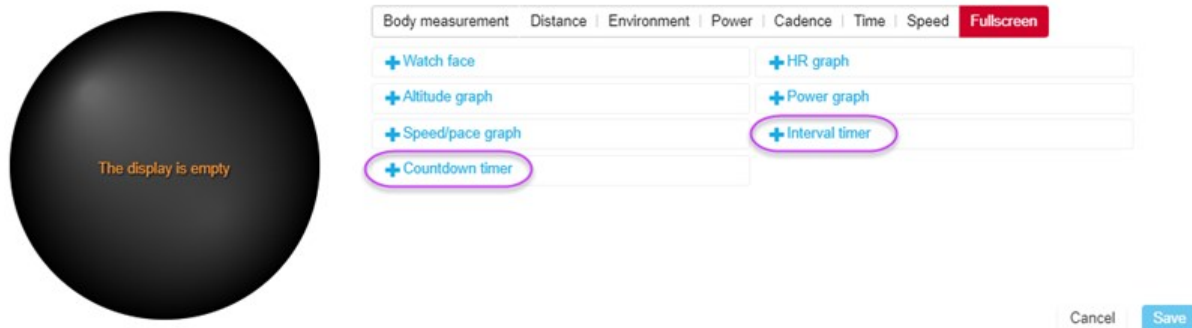 Body measurement Distance Environment Power Cadence Time Speed Fullscreen
+Watch face +HR graph
+Altitude graph +Power graph
+Speed/pace graph +Interval timer
The display is empty +Countdown timer
Cancel Save